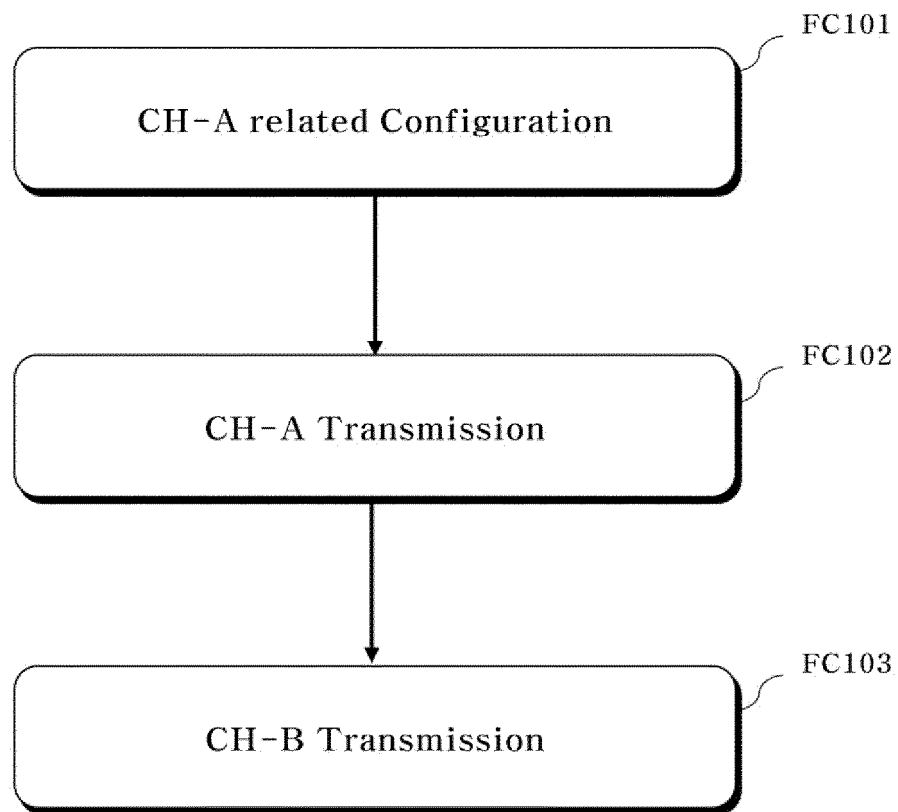 FC101
CH-A related Configuration
FC102
CH-A Transmission
FC103
CH-B Transmission